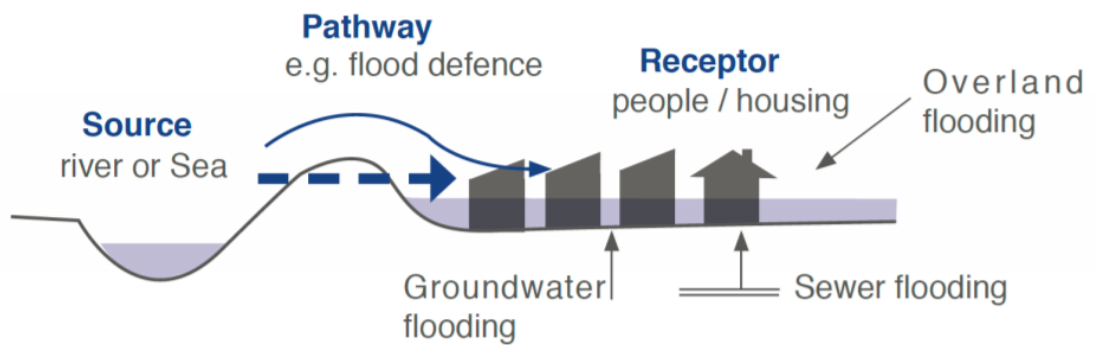 Pathway
e.g. flood defence
Receptor
people / housing
Overland
flooding
Source
river or Sea
Groundwater
flooding
Sewer flooding